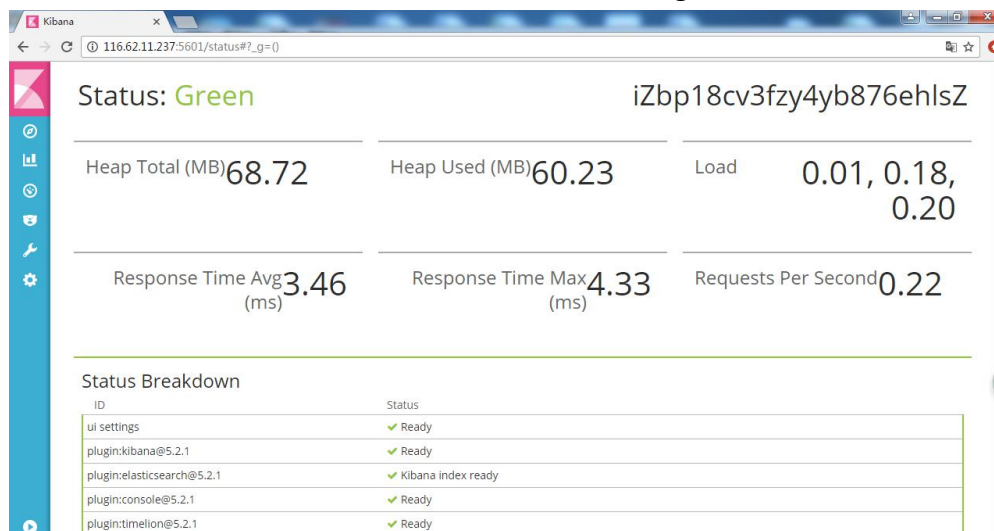 Kibana
116.62.11.237:5601/status#?_g=()
Status: Green
iZbp18cv3fzy4yb876ehlsZ
Heap Total (MB) 68.72
Heap Used (MB) 60.23
Load 0.01, 0.18,
0.20
Response Time Avg 3.46
(ms)
Response Time Max 4.33
(ms)
Requests Per Second 0.22
Status Breakdown
ID Status
ui settings ✔ Ready
plugin:kibana@5.2.1 ✔ Ready
plugin:elasticsearch@5.2.1 ✔ Kibana index ready
plugin:console@5.2.1 ✔ Ready
plugin:timelion@5.2.1 ✔ Ready